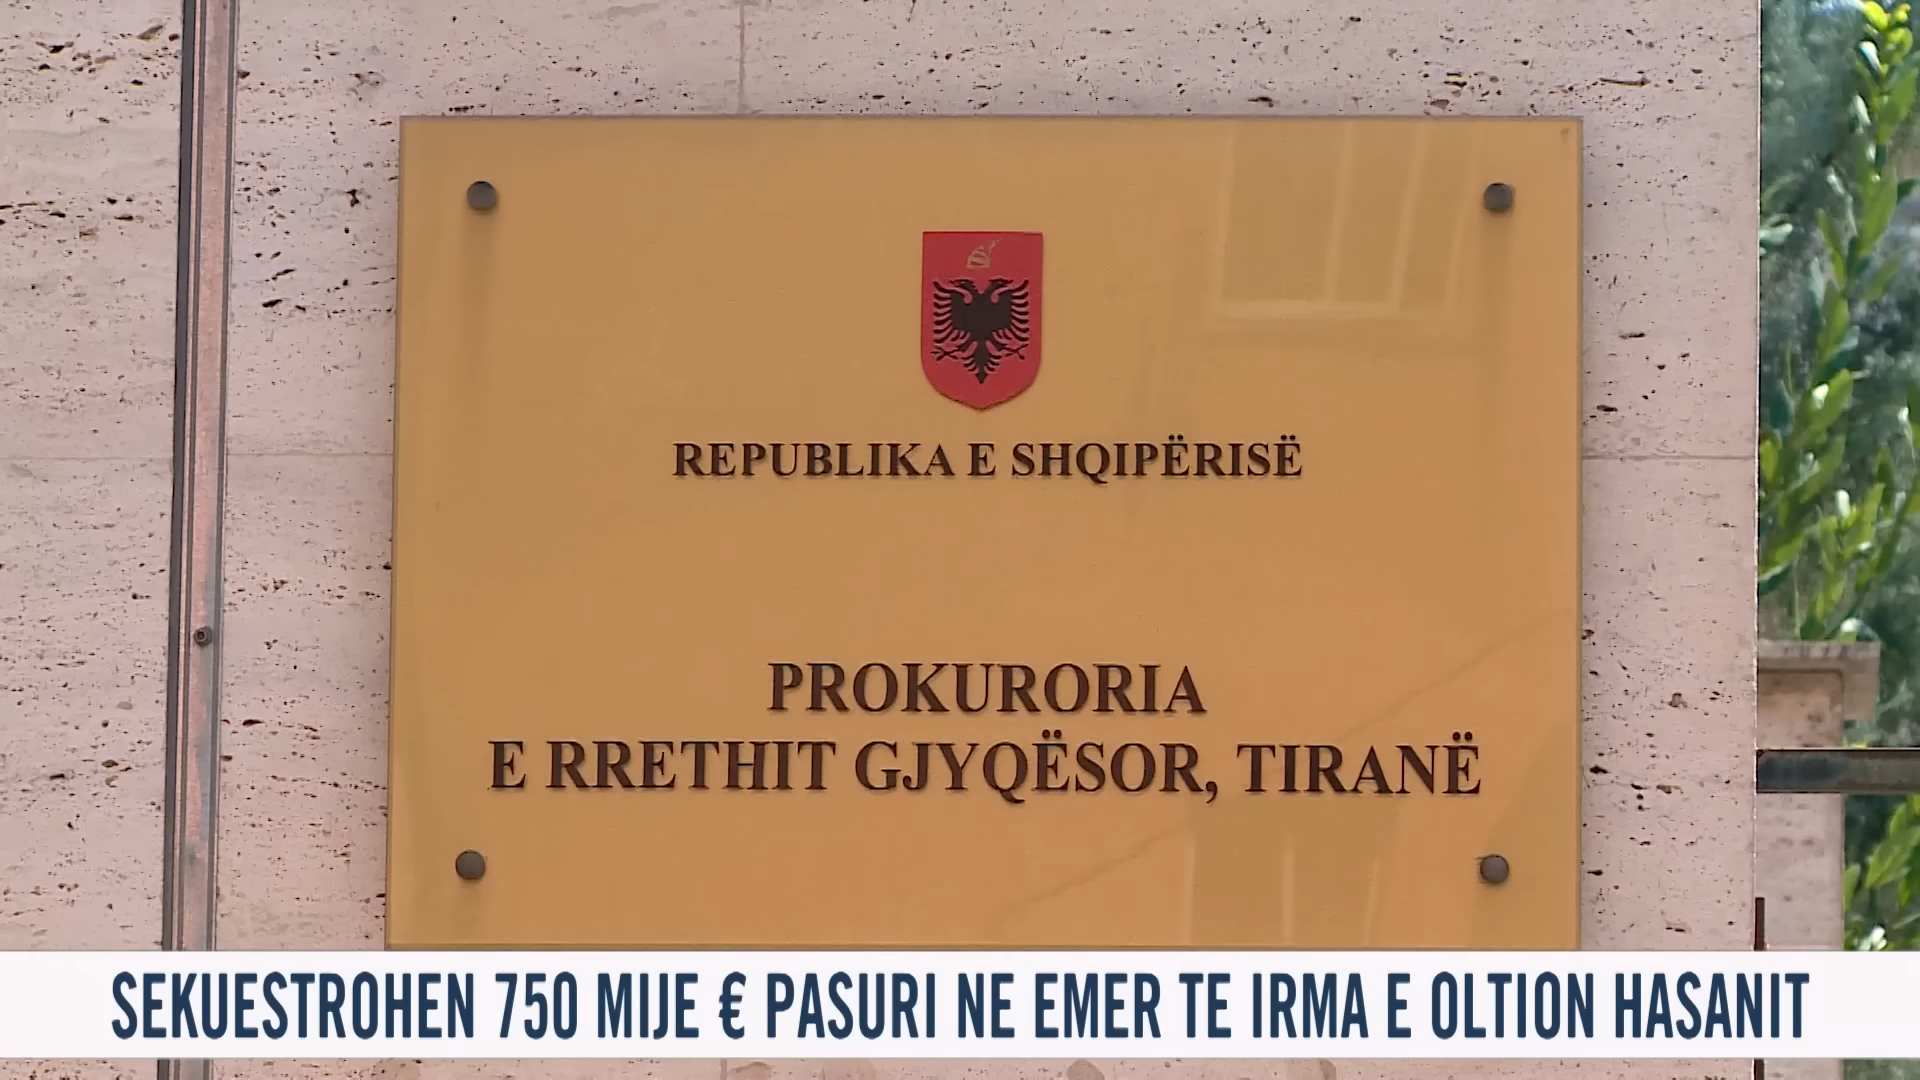 REPUBLIKA E SHQIPËRISË
PROKURORIA
E RRETHIT GJYQËSOR, TIRANË
SEKUESTROHEN 750 MIJE € PASURI NE EMER TE IRMA E OLTION HASANIT